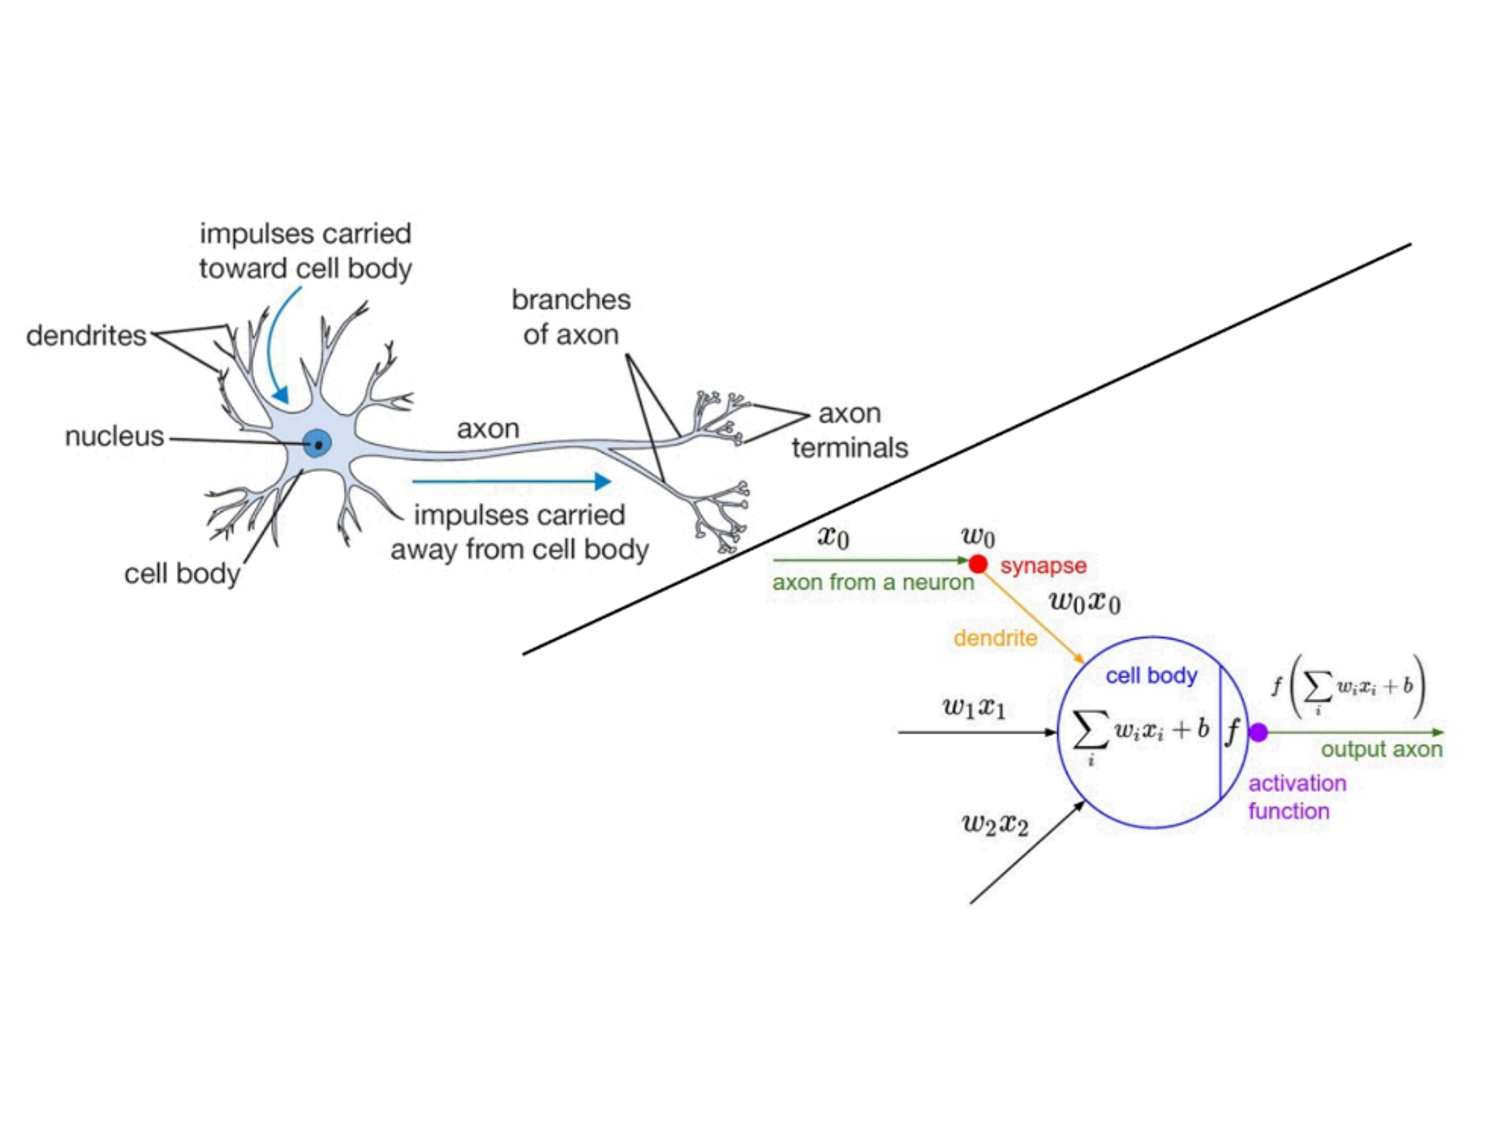 impulses carried
toward cell body
dendrites
branches
of axon
nucleus
axon
axon
terminals
impulses carried
away from cell body
cell body
x₀
w₀
axon from a neuron
synapse
w₀x₀
dendrite
cell body
w₁x₁
∑ᵢ wᵢxᵢ + b
f
f(∑ᵢ wᵢxᵢ + b)
output axon
activation
function
w₂x₂